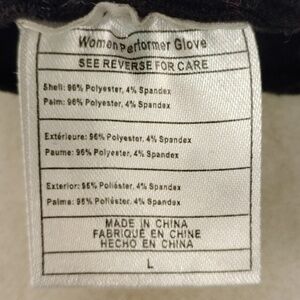 Women Performer Glove
SEE REVERSE FOR CARE
Shell: 96% Polyester, 4% Spandex
Palm: 96% Polyester, 4% Spandex
Extérieure: 96% Polyester, 4% Spandex
Paume: 96% Polyester, 4% Spandex
Exterior: 96% Poliéster, 4% Spandex
Palma: 96% Poliéster, 4% Spandex
MADE IN CHINA
FABRIQUÉ EN CHINE
HECHO EN CHINA
L